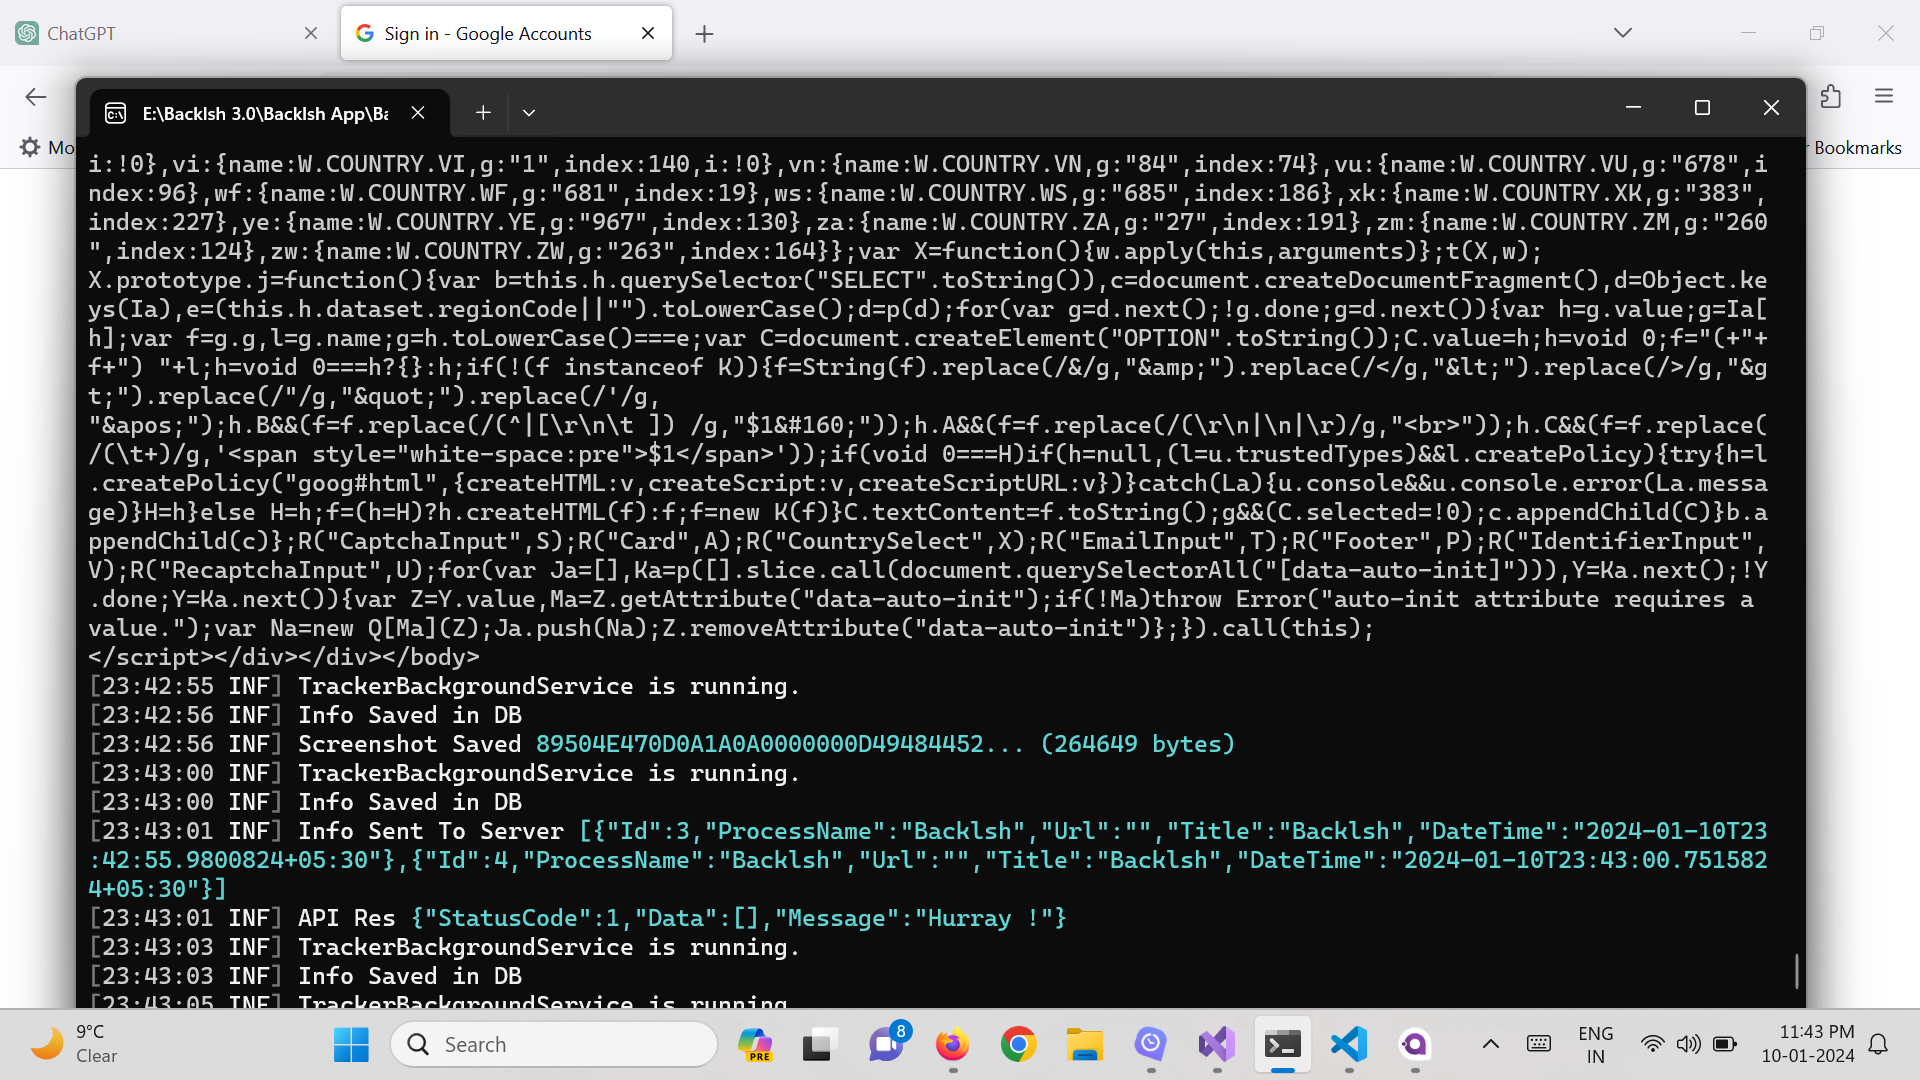 ChatGPT
Sign in - Google Accounts
E:\Backlsh 3.0\Backlsh App\Ba
Mo
Bookmarks
i:!0},vi:{name:W.COUNTRY.VI,g:"1",index:140,i:!0},vn:{name:W.COUNTRY.VN,g:"84",index:74},vu:{name:W.COUNTRY.VU,g:"678",i
ndex:96},wf:{name:W.COUNTRY.WF,g:"681",index:19},ws:{name:W.COUNTRY.WS,g:"685",index:186},xk:{name:W.COUNTRY.XK,g:"383",
index:227},ye:{name:W.COUNTRY.YE,g:"967",index:130},za:{name:W.COUNTRY.ZA,g:"27",index:191},zm:{name:W.COUNTRY.ZM,g:"260
",index:124},zw:{name:W.COUNTRY.ZW,g:"263",index:164}};var X=function(){w.apply(this,arguments)};t(X,w);
X.prototype.j=function(){var b=this.h.querySelector("SELECT".toString()),c=document.createDocumentFragment(),d=Object.ke
ys(Ia),e=(this.h.dataset.regionCode||"").toLowerCase();d=p(d);for(var g=d.next();!g.done;g=d.next()){var h=g.value;g=Ia[
h];var f=g.g,l=g.name;g=h.toLowerCase()===e;var C=document.createElement("OPTION".toString());C.value=h;h=void 0;f="(+"+
f+") "+l;h=void 0===h?{}:h;if(!(f instanceof K)){f=String(f).replace(/&/g,"&amp;").replace(/</g,"&lt;").replace(/>/g,"&g
t;").replace(/"/g,"&quot;").replace(/'/g,
"&apos;");h.B&&(f=f.replace(/(^|[\r\n\t ]) /g,"$1&#160;"));h.A&&(f=f.replace(/(\r\n|\n|\r)/g,"<br>"));h.C&&(f=f.replace(
/(\t+)/g,'<span style="white-space:pre">$1</span>'));if(void 0===H)if(h=null,(l=u.trustedTypes)&&l.createPolicy){try{h=l
.createPolicy("goog#html",{createHTML:v,createScript:v,createScriptURL:v})}catch(La){u.console&&u.console.error(La.messa
ge)}H=h}else H=h;f=(h=H)?h.createHTML(f):f;f=new K(f)}C.textContent=f.toString();g&&(C.selected=!0);c.appendChild(C)}b.a
ppendChild(c)};R("CaptchaInput",S);R("Card",A);R("CountrySelect",X);R("EmailInput",T);R("Footer",P);R("IdentifierInput",
V);R("RecaptchaInput",U);for(var Ja=[],Ka=p([].slice.call(document.querySelectorAll("[data-auto-init]"))),Y=Ka.next();!Y
.done;Y=Ka.next()){var Z=Y.value,Ma=Z.getAttribute("data-auto-init");if(!Ma)throw Error("auto-init attribute requires a
value.");var Na=new Q[Ma](Z);Ja.push(Na);Z.removeAttribute("data-auto-init")};}).call(this);
</script></div></div></body>
[23:42:55 INF] TrackerBackgroundService is running.
[23:42:56 INF] Info Saved in DB
[23:42:56 INF] Screenshot Saved 89504E470D0A1A0A0000000D49484452... (264649 bytes)
[23:43:00 INF] TrackerBackgroundService is running.
[23:43:00 INF] Info Saved in DB
[23:43:01 INF] Info Sent To Server [{"Id":3,"ProcessName":"Backlsh","Url":"","Title":"Backlsh","DateTime":"2024-01-10T23
:42:55.9800824+05:30"},{"Id":4,"ProcessName":"Backlsh","Url":"","Title":"Backlsh","DateTime":"2024-01-10T23:43:00.751582
4+05:30"}]
[23:43:01 INF] API Res {"StatusCode":1,"Data":[],"Message":"Hurray !"}
[23:43:03 INF] TrackerBackgroundService is running.
[23:43:03 INF] Info Saved in DB
[23:43:05 INF] TrackerBackgroundService is running.
9°C
Clear
Search
PRE
8
ENG
IN
11:43 PM
10-01-2024